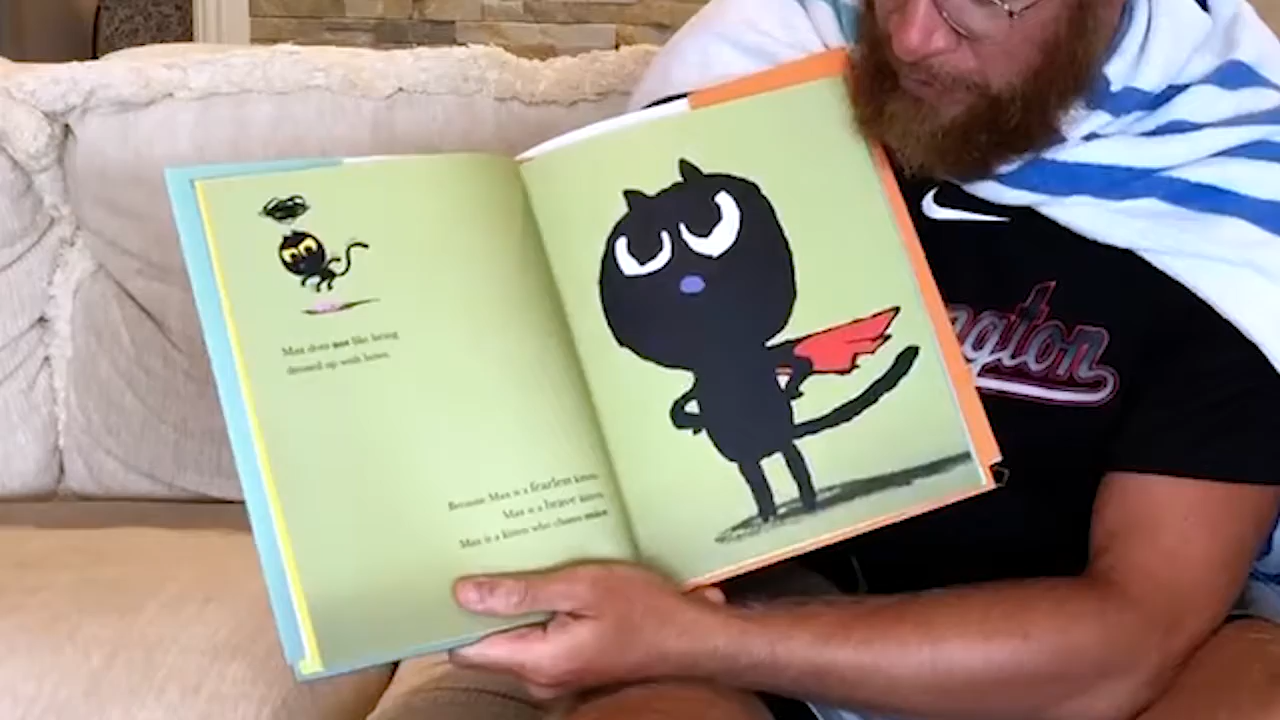 Max does not like being
dressed up with bows.
Because Max is a fearless kitten.
Max is a brave kitten.
Max is a kitten who chases mice
ngton